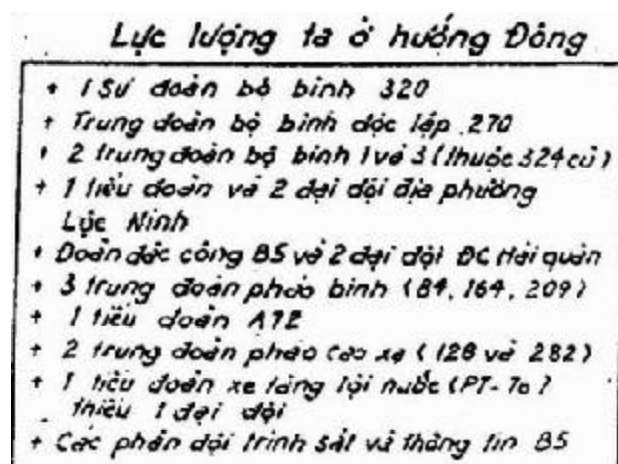 Lực lượng ta ở hướng Đông
+ 1 Sư đoàn bộ binh 320
+ Trung đoàn bộ binh độc lập 270
+ 2 trung đoàn bộ binh 1 và 3 (thuộc 324 cũ)
+ 1 tiểu đoàn và 2 đại đội địa phương
Lực Ninh
+ Đoàn đặc công B5 và 2 đại đội ĐC Hải quân
+ 3 trung đoàn pháo binh (84, 164, 209)
+ 1 tiểu đoàn A72
+ 2 trung đoàn pháo cao xạ (128 và 282)
+ 1 tiểu đoàn xe tăng lội nước (PT-76)
thiếu 1 đại đội
+ Các phân đội trinh sát và thông tin B5